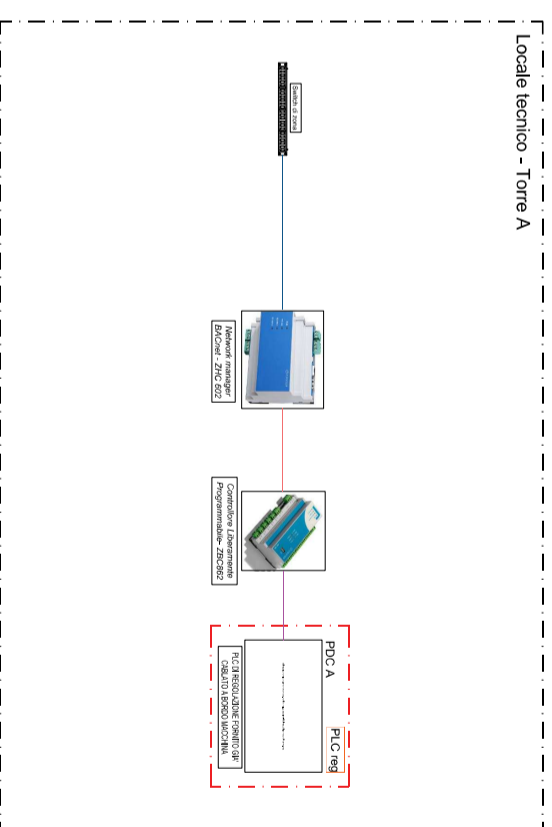 Locale tecnico - Torre A
Switch di zona
Network manager
BACnet - ZHC 602
Controllore Liberamente
Programmabile- ZBC862
PDC A
PLC reg
PLC DI REGOLAZIONE FORNITO GIA'
CABLATO A BORDO MACCHINA